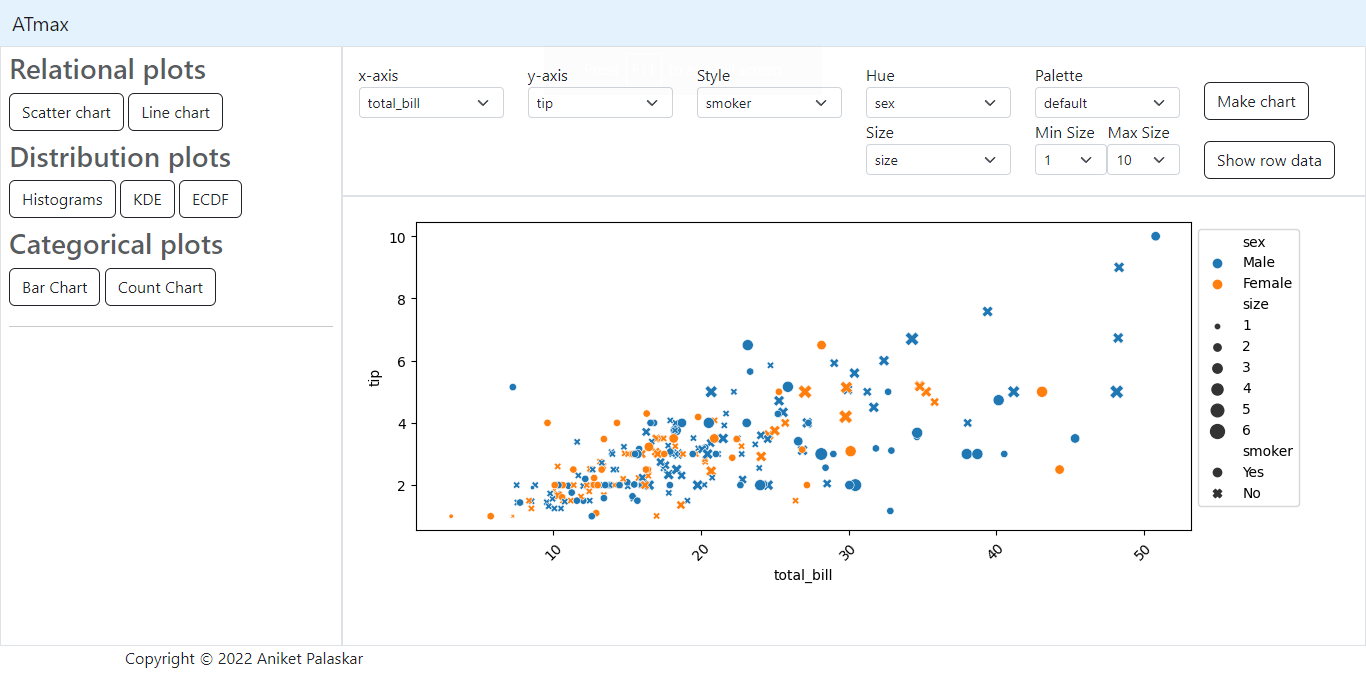 ATmax
Relational plots
Scatter chart Line chart
Distribution plots
Histograms KDE ECDF
Categorical plots
Bar Chart Count Chart
x-axis y-axis Style Hue Palette
total_bill tip smoker sex default Make chart
Size Min Size Max Size
size 1 10 Show row data
10
8
6
4
2
tip
10 20 30 40 50
total_bill
sex
Male
Female
size
1
2
3
4
5
6
smoker
Yes
No
Copyright © 2022 Aniket Palaskar